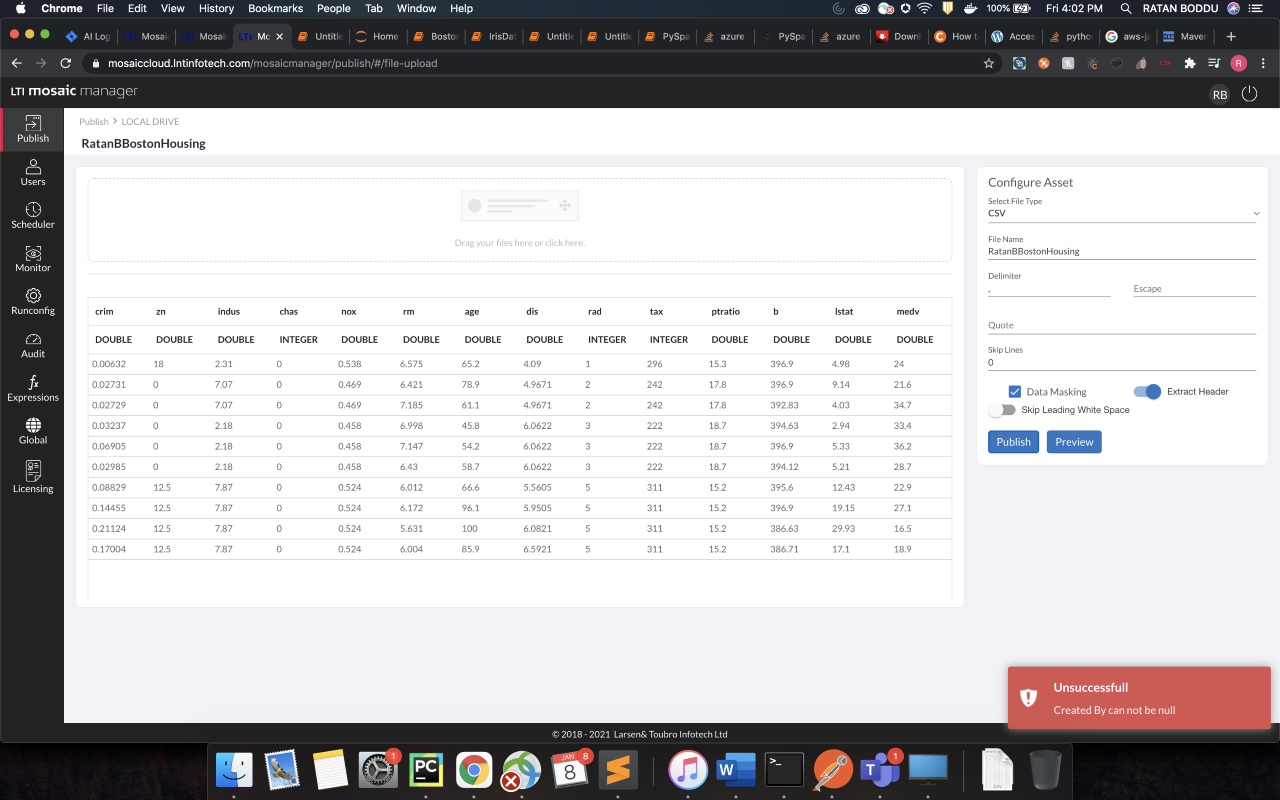 Chrome File Edit View History Bookmarks People Tab Window Help 100% Fri 4:02 PM RATAN BODDU
AI Log LTI Mosai LTI Mosai LTI Mo Untitle Home Bosto IrisDat Untitle Untitle PySpa azure PySpa azure Downl How t Acces pytho aws-ja Maven
mosaiccloud.lntinfotech.com/mosaicmanager/publish/#/file-upload R
LTI mosaic manager RB
Publish
Users
Scheduler
Monitor
Runconfig
Audit
fx
Expressions
Global
Licensing
Publish > LOCAL DRIVE
RatanBBostonHousing
Drag your files here or click here.
crim zn indus chas nox rm age dis rad tax ptratio b lstat medv
DOUBLE DOUBLE DOUBLE INTEGER DOUBLE DOUBLE DOUBLE DOUBLE INTEGER INTEGER DOUBLE DOUBLE DOUBLE DOUBLE
0.00632 18 2.31 0 0.538 6.575 65.2 4.09 1 296 15.3 396.9 4.98 24
0.02731 0 7.07 0 0.469 6.421 78.9 4.9671 2 242 17.8 396.9 9.14 21.6
0.02729 0 7.07 0 0.469 7.185 61.1 4.9671 2 242 17.8 392.83 4.03 34.7
0.03237 0 2.18 0 0.458 6.998 45.8 6.0622 3 222 18.7 394.63 2.94 33.4
0.06905 0 2.18 0 0.458 7.147 54.2 6.0622 3 222 18.7 396.9 5.33 36.2
0.02985 0 2.18 0 0.458 6.43 58.7 6.0622 3 222 18.7 394.12 5.21 28.7
0.08829 12.5 7.87 0 0.524 6.012 66.6 5.5605 5 311 15.2 395.6 12.43 22.9
0.14455 12.5 7.87 0 0.524 6.172 96.1 5.9505 5 311 15.2 396.9 19.15 27.1
0.21124 12.5 7.87 0 0.524 5.631 100 6.0821 5 311 15.2 386.63 29.93 16.5
0.17004 12.5 7.87 0 0.524 6.004 85.9 6.5921 5 311 15.2 386.71 17.1 18.9
Configure Asset
Select File Type
CSV
File Name
RatanBBostonHousing
Delimiter
, Escape
Quote
Skip Lines
0
Data Masking Extract Header
Skip Leading White Space
Publish Preview
Unsuccessfull
Created By can not be null
© 2018 - 2021 Larsen& Toubro Infotech Ltd
1 PC JAN 8 8 W >_ T 1